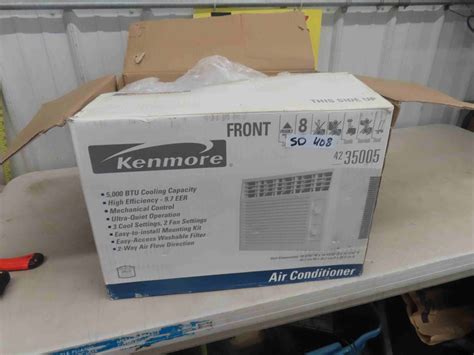 THIS SIDE UP
FRONT
8
SO 408
42 35005
Kenmore
• 5,000 BTU Cooling Capacity
• High Efficiency - 9.7 EER
• Mechanical Control
• Ultra-Quiet Operation
• 3 Cool Settings, 2 Fan Settings
• Easy-to-install Mounting Kit
• Easy-Access Washable Filter
• 2-Way Air Flow Direction
Air Conditioner